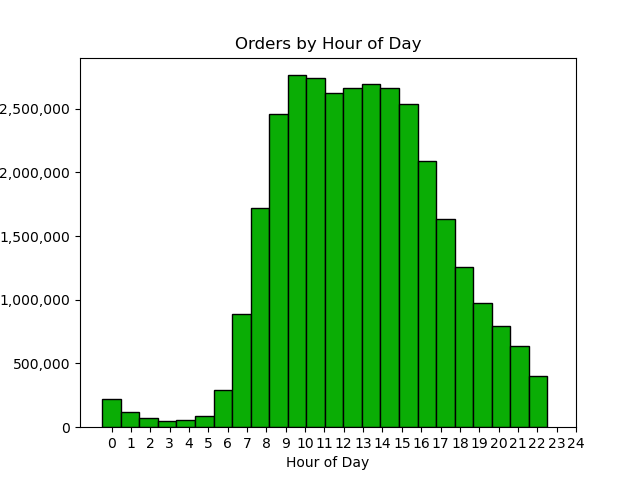 Orders by Hour of Day
2,500,000
2,000,000
1,500,000
1,000,000
500,000
0
0 1 2 3 4 5 6 7 8 9 10 11 12 13 14 15 16 17 18 19 20 21 22 23 24
Hour of Day